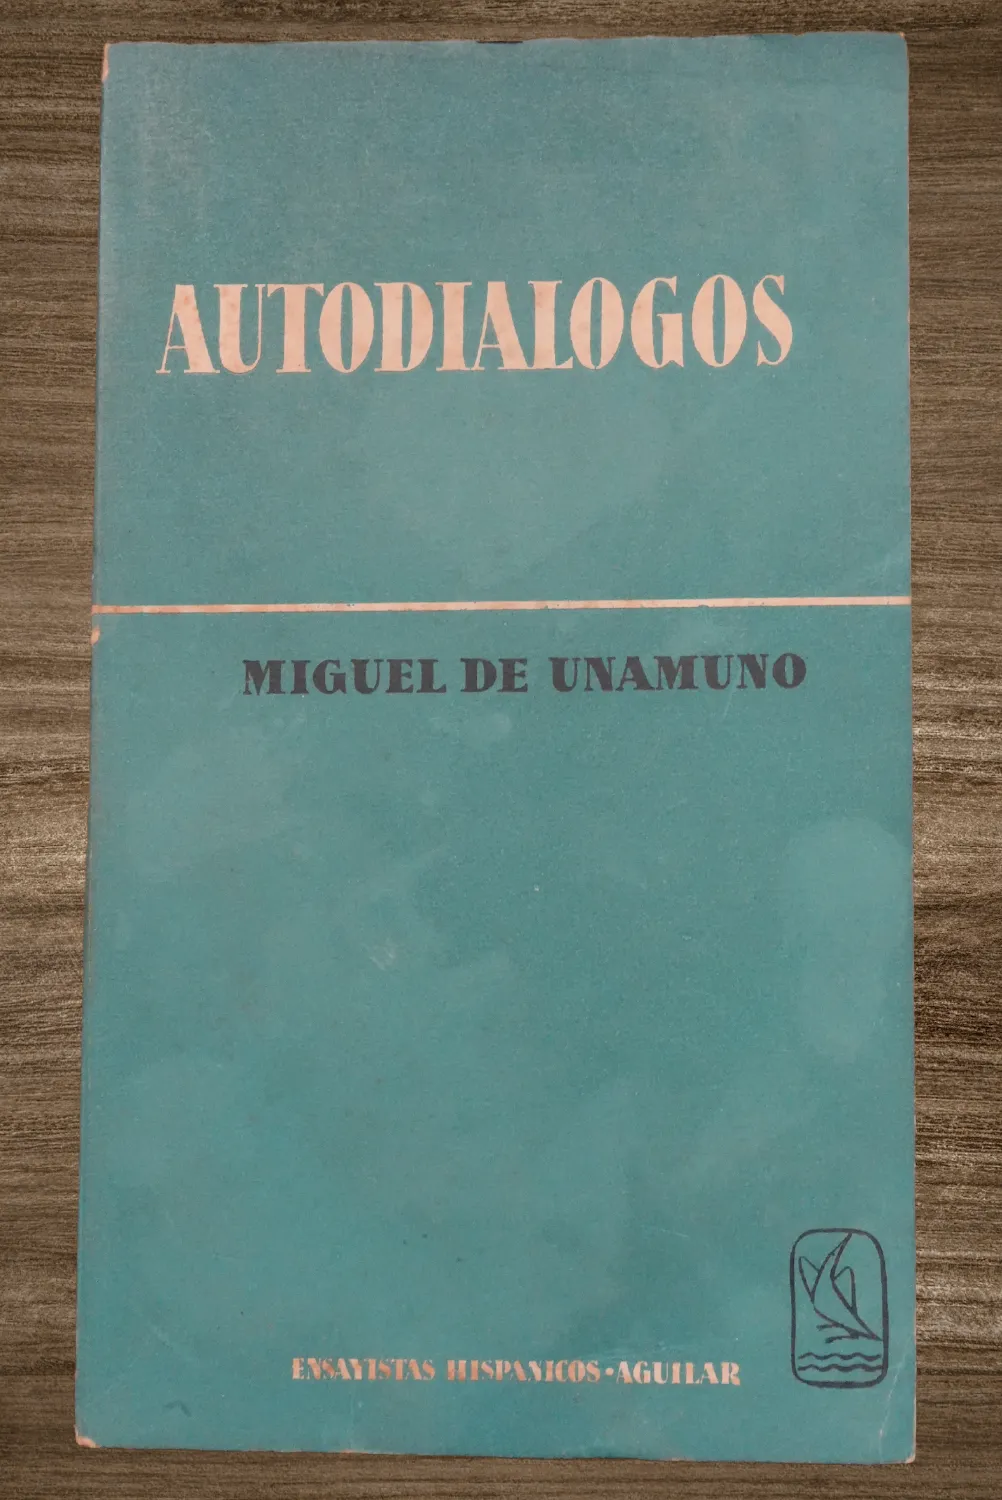 AUTODIALOGOS
MIGUEL DE UNAMUNO
ENSAYISTAS HISPANICOS·AGUILAR